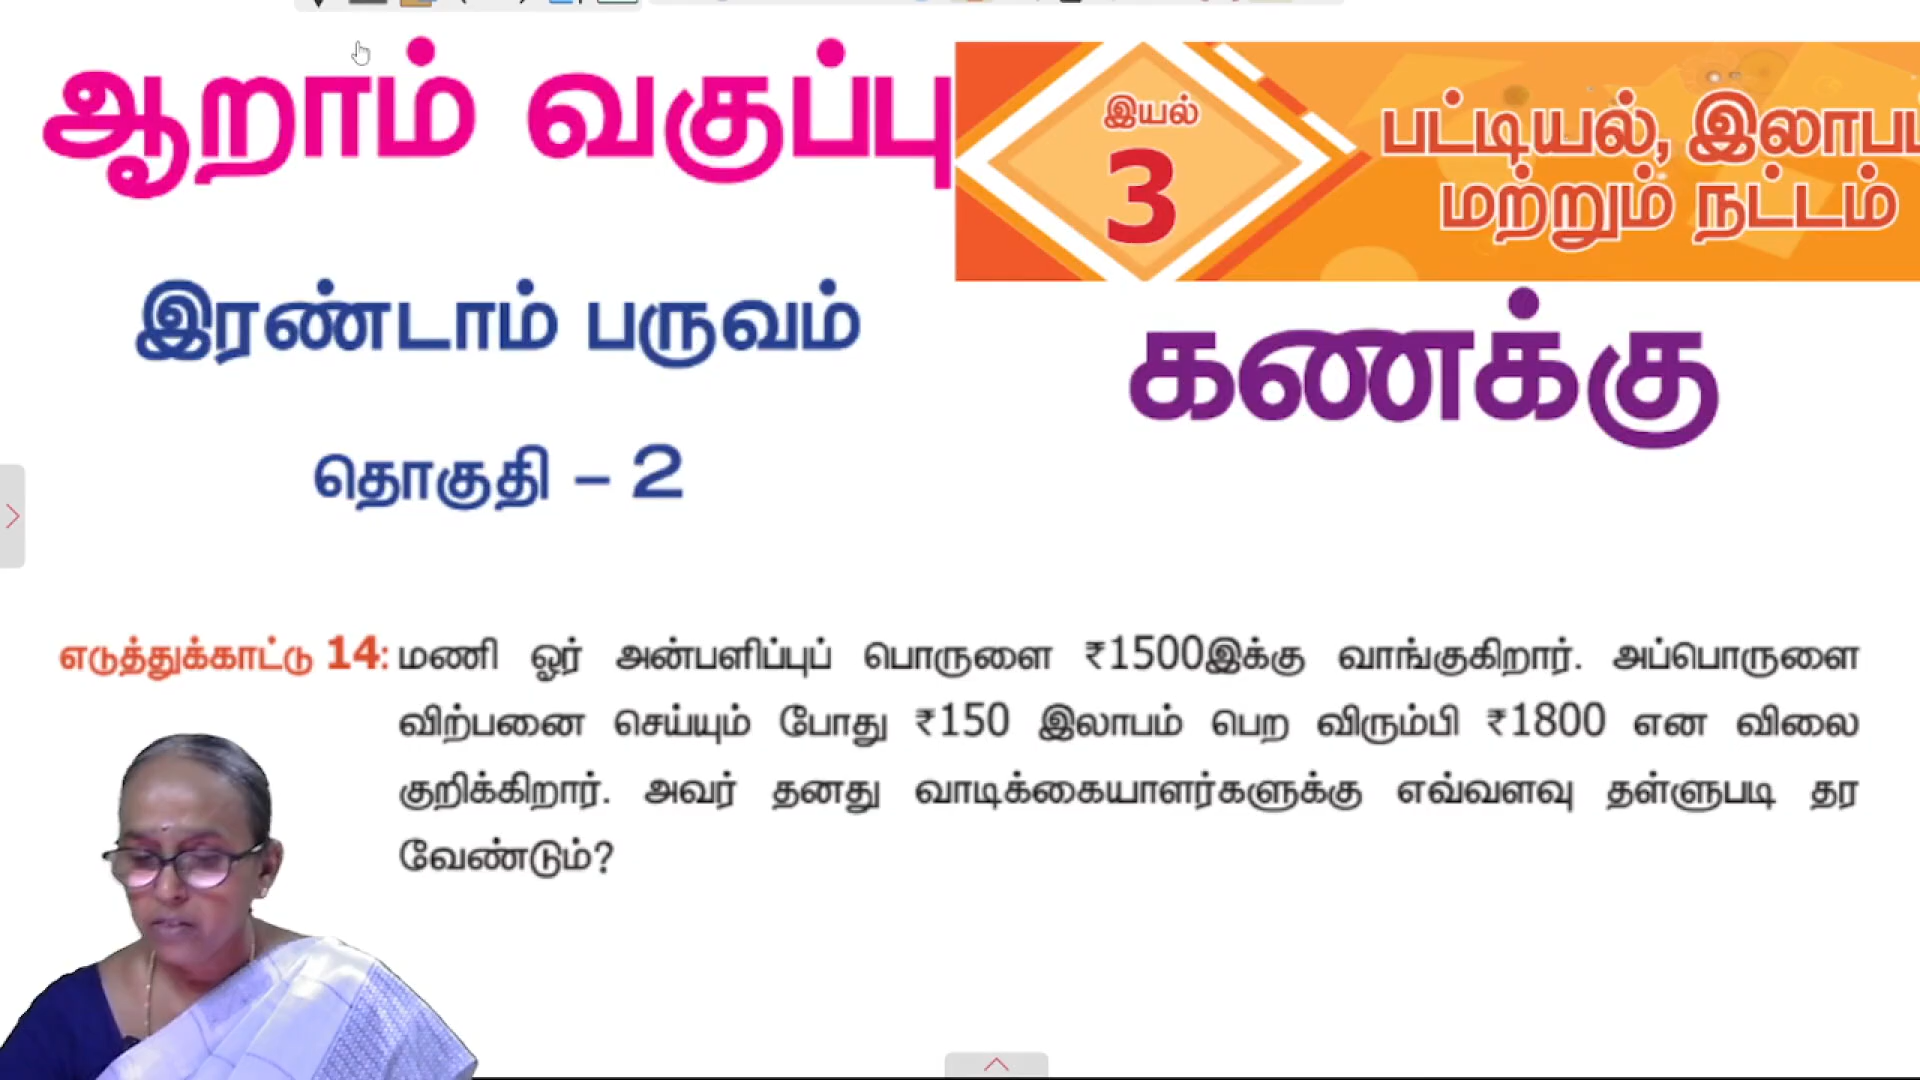 ஆறாம் வகுப்பு
இயல்
3
பட்டியல், இலாபம்
மற்றும் நட்டம்
இரண்டாம் பருவம்
கணக்கு
தொகுதி – 2
எடுத்துக்காட்டு 14: மணி ஓர் அன்பளிப்புப் பொருளை ₹1500இக்கு வாங்குகிறார். அப்பொருளை
விற்பனை செய்யும் போது ₹150 இலாபம் பெற விரும்பி ₹1800 என விலை
குறிக்கிறார். அவர் தனது வாடிக்கையாளர்களுக்கு எவ்வளவு தள்ளுபடி தர
வேண்டும்?